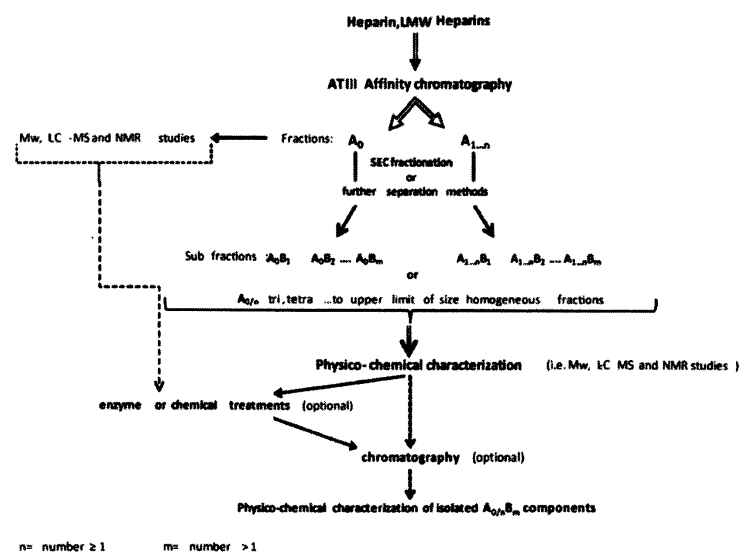 Heparin,LMW Heparins
ATIII Affinity chromatography
Mw, LC -MS and NMR studies
Fractions: A0 A1...n
SEC fractionation
or
further separation methods
Sub fractions :A0B1 A0B2 .... A0Bm A1...nB1 A1...nB2 .... A1...nBm
or
A0/n tri,tetra ...to upper limit of size homogeneous fractions
Physico-chemical characterization (i.e. Mw, LC MS and NMR studies )
enzyme or chemical treatments (optional)
chromatography (optional)
Physico-chemical characterization of isolated A0/nBm components
n= number ≥ 1 m= number > 1